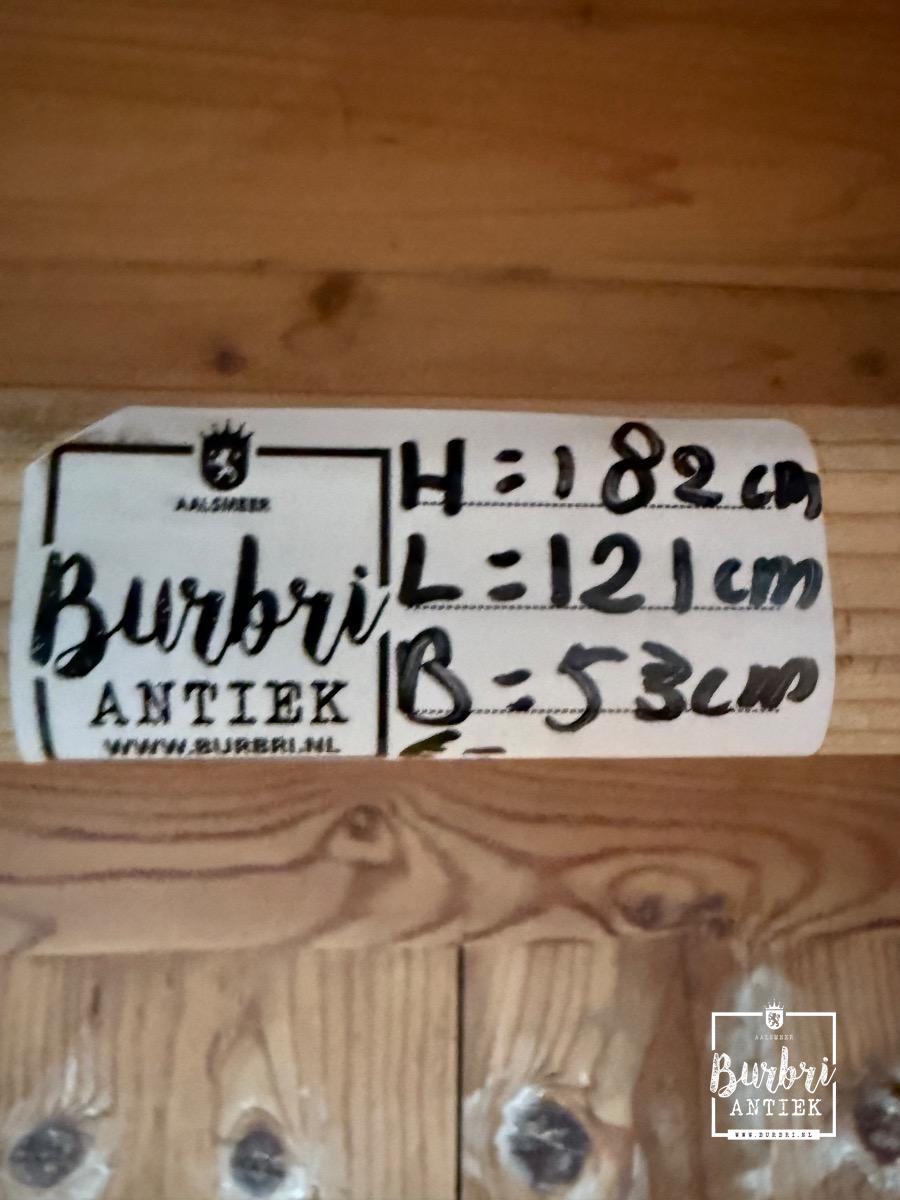 AALSMEER
Burbri
ANTIEK
WWW.BURBRI.NL
H=182cm
L=121cm
B=53cm
AALSMEER
Burbri
ANTIEK
WWW.BURBRI.NL